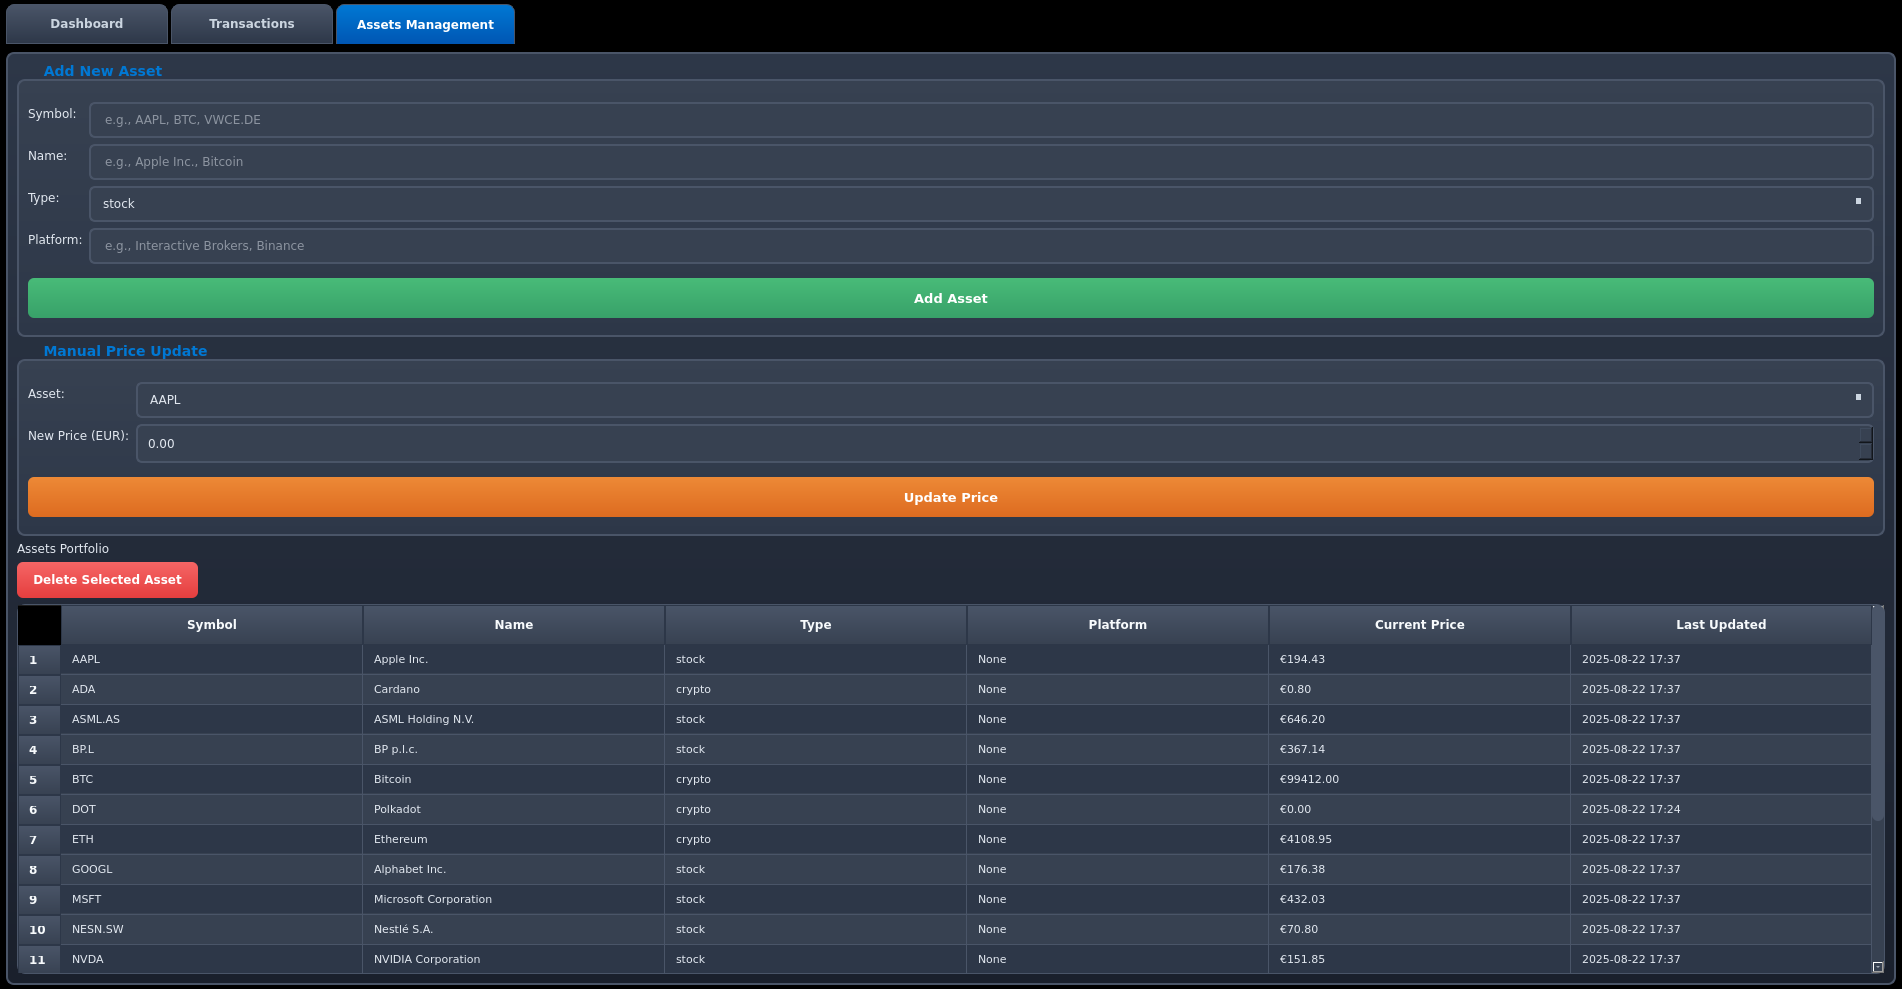 Dashboard Transactions Assets Management
Add New Asset
Symbol: e.g., AAPL, BTC, VWCE.DE
Name: e.g., Apple Inc., Bitcoin
Type: stock
Platform: e.g., Interactive Brokers, Binance
Add Asset
Manual Price Update
Asset: AAPL
New Price (EUR): 0.00
Update Price
Assets Portfolio
Delete Selected Asset
Symbol Name Type Platform Current Price Last Updated
1 AAPL Apple Inc. stock None €194.43 2025-08-22 17:37
2 ADA Cardano crypto None €0.80 2025-08-22 17:37
3 ASML.AS ASML Holding N.V. stock None €646.20 2025-08-22 17:37
4 BP.L BP p.l.c. stock None €367.14 2025-08-22 17:37
5 BTC Bitcoin crypto None €99412.00 2025-08-22 17:37
6 DOT Polkadot crypto None €0.00 2025-08-22 17:24
7 ETH Ethereum crypto None €4108.95 2025-08-22 17:37
8 GOOGL Alphabet Inc. stock None €176.38 2025-08-22 17:37
9 MSFT Microsoft Corporation stock None €432.03 2025-08-22 17:37
10 NESN.SW Nestlé S.A. stock None €70.80 2025-08-22 17:37
11 NVDA NVIDIA Corporation stock None €151.85 2025-08-22 17:37